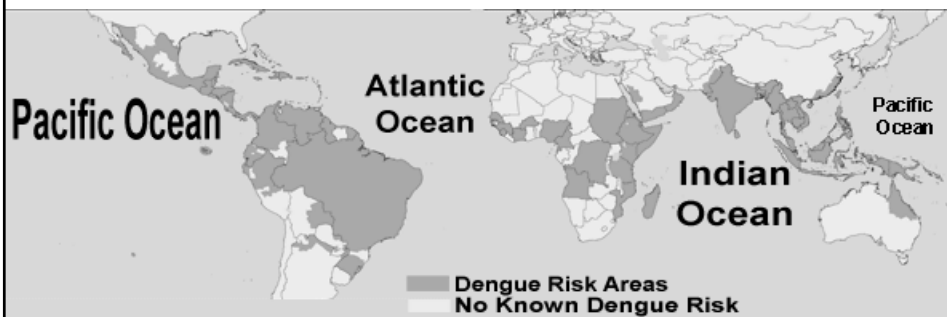 Pacific Ocean
Atlantic
Ocean
Indian
Ocean
Pacific
Ocean
Dengue Risk Areas
No Known Dengue Risk